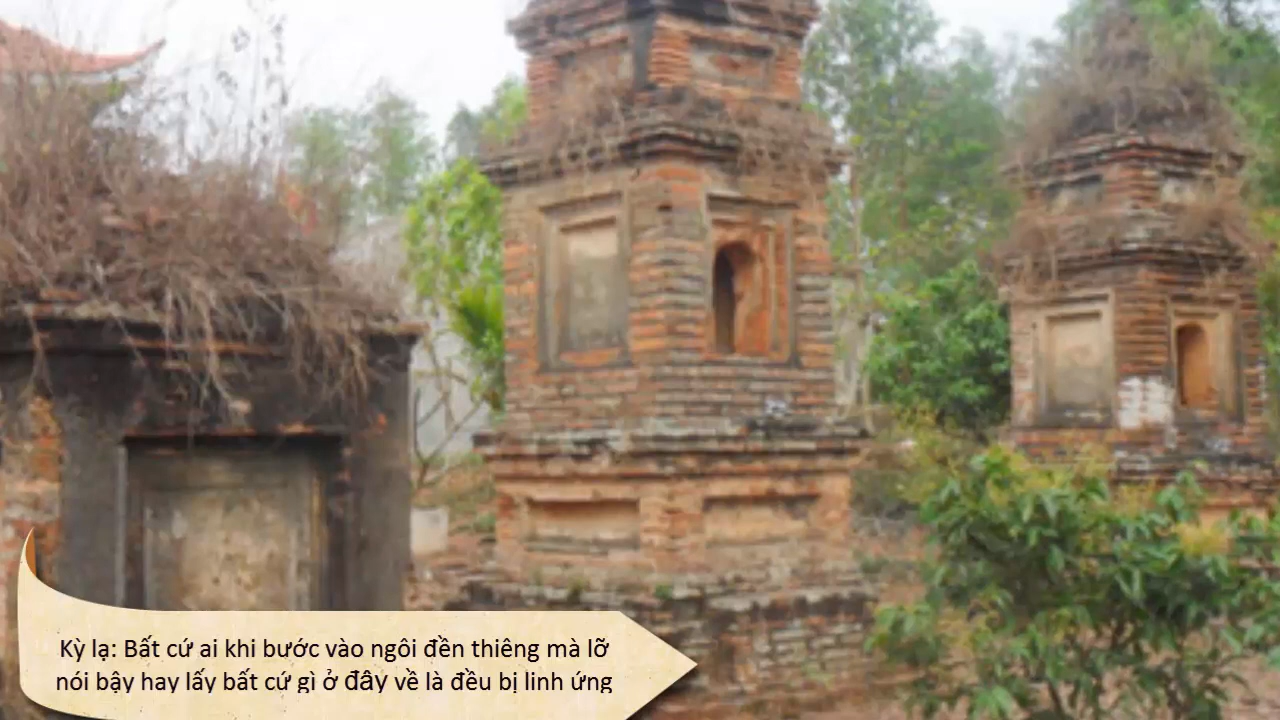 Kỳ lạ: Bất cứ ai khi bước vào ngôi đền thiêng mà lỡ
nói bậy hay lấy bất cứ gì ở đây về là đều bị linh ứng